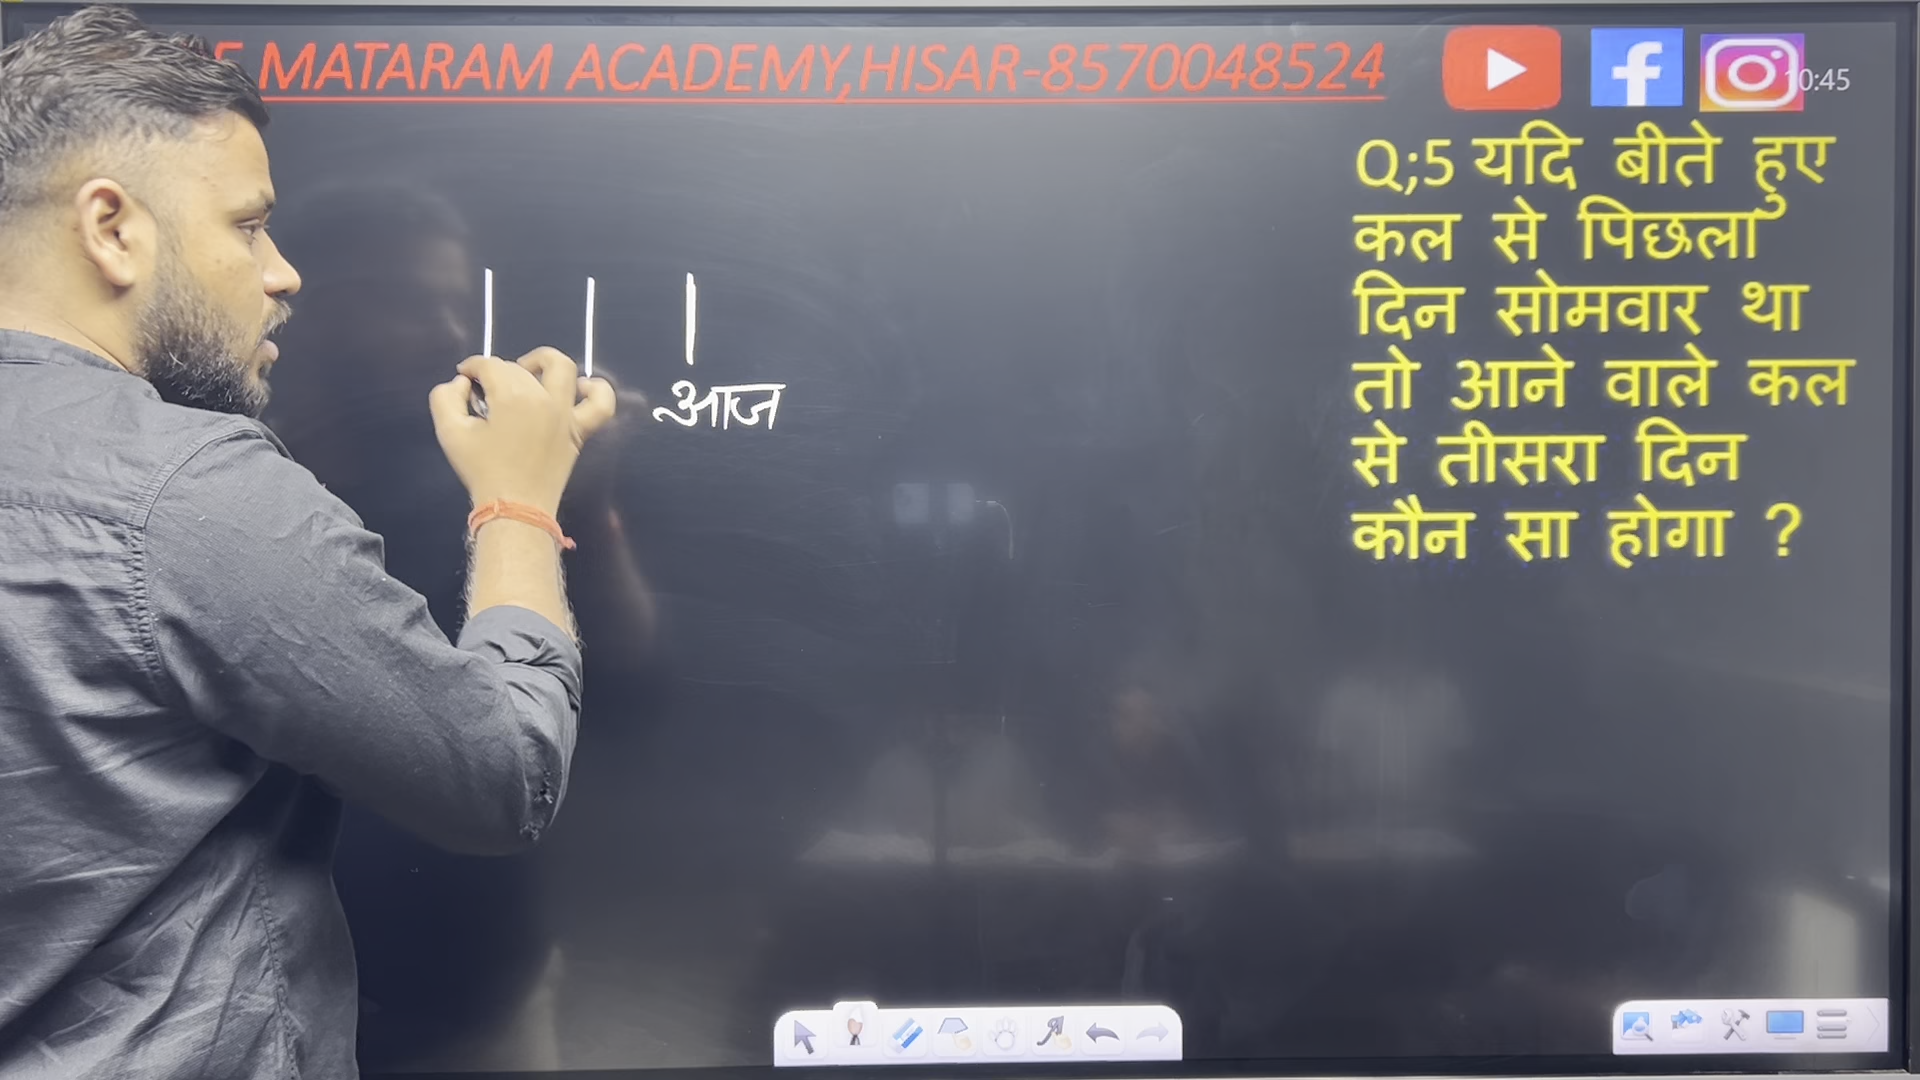 MATARAM ACADEMY,HISAR-8570048524
10:45
Q;5 यदि बीते हुए
कल से पिछला
दिन सोमवार था
तो आने वाले कल
से तीसरा दिन
कौन सा होगा ?
आज